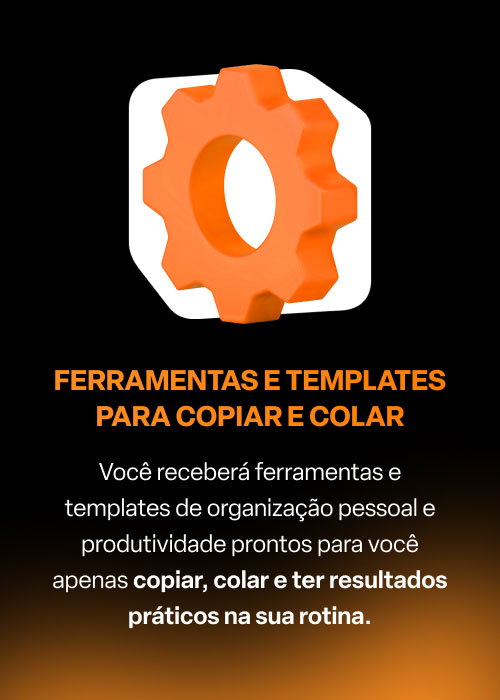 FERRAMENTAS E TEMPLATES
PARA COPIAR E COLAR
Você receberá ferramentas e
templates de organização pessoal e
produtividade prontos para você
apenas copiar, colar e ter resultados
práticos na sua rotina.